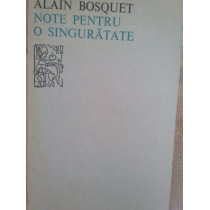 ALAIN BOSQUET
NOTE PENTRU
O SINGURĂTATE